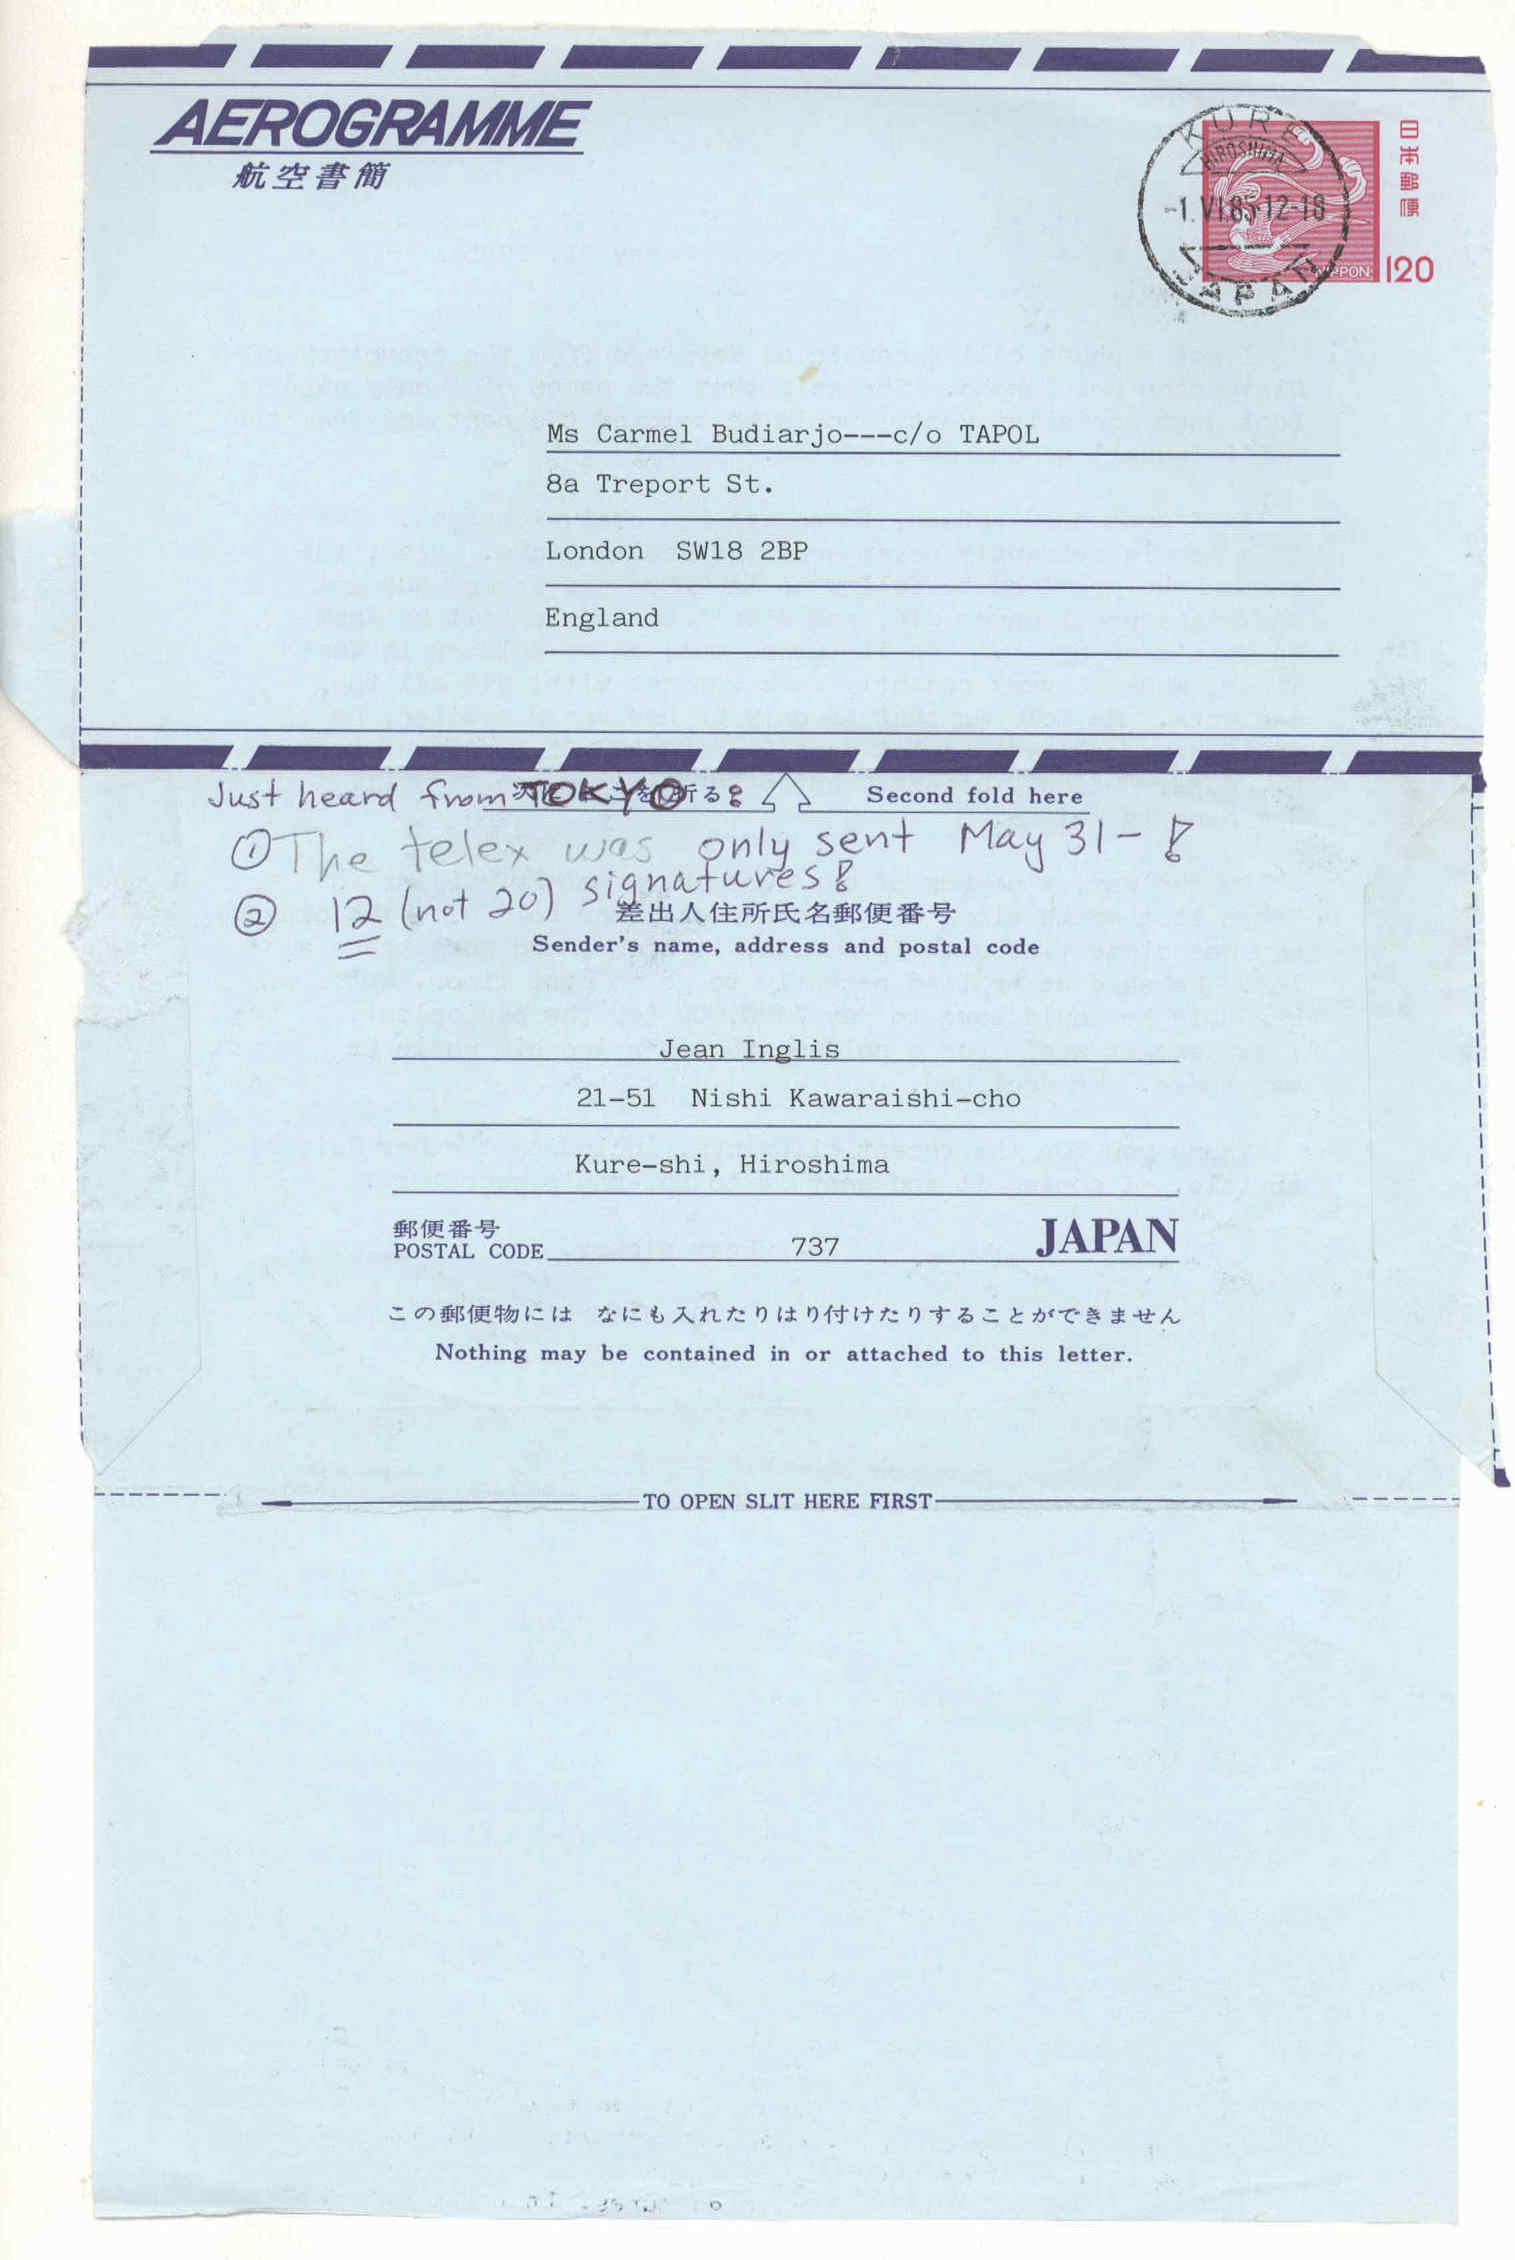 AEROGRAMME
航空書簡
KURE
HIROSHIMA
-1.VI.85.12-18
JAPAN
日本郵便
NIPPON
120
Ms Carmel Budiarjo---c/o TAPOL
8a Treport St.
London SW18 2BP
England
Just heard from TOKYO:
Second fold here
① The telex was only sent May 31-!
② 12 (not 20) signatures!
差出人住所氏名郵便番号
Sender's name, address and postal code
Jean Inglis
21-51 Nishi Kawaraishi-cho
Kure-shi, Hiroshima
郵便番号
POSTAL CODE 737 JAPAN
この郵便物には なにも入れたりはり付けたりすることができません
Nothing may be contained in or attached to this letter.
TO OPEN SLIT HERE FIRST